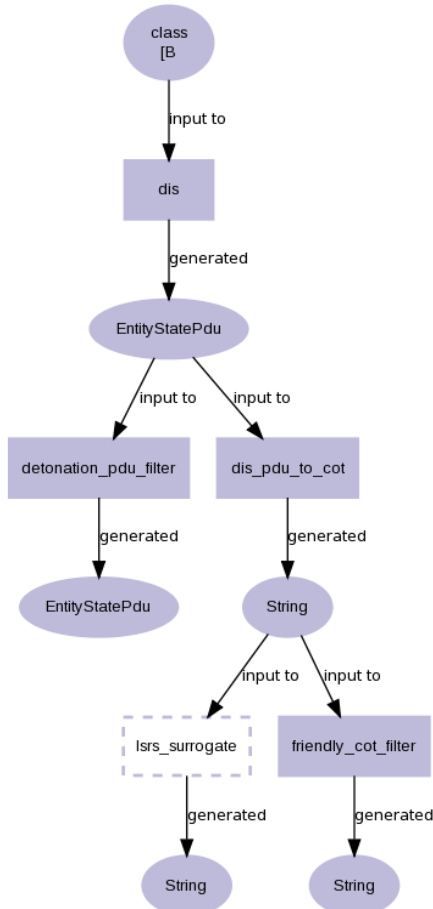 class
[B
input to
dis
generated
EntityStatePdu
input to
input to
detonation_pdu_filter
dis_pdu_to_cot
generated
generated
EntityStatePdu
String
input to
input to
lsrs_surrogate
friendly_cot_filter
generated
generated
String
String